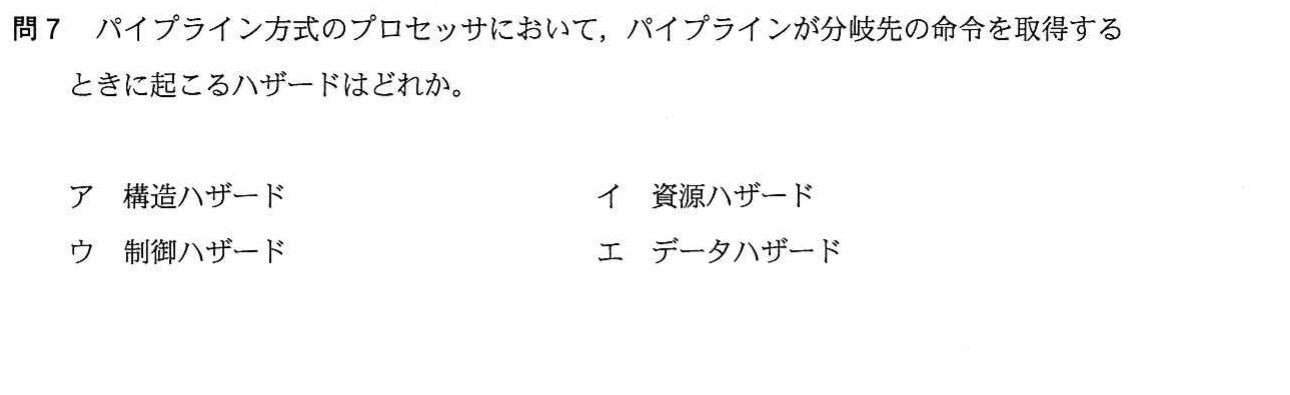 問7 パイプライン方式のプロセッサにおいて，パイプラインが分岐先の命令を取得する
ときに起こるハザードはどれか。
ア 構造ハザード イ 資源ハザード
ウ 制御ハザード エ データハザード